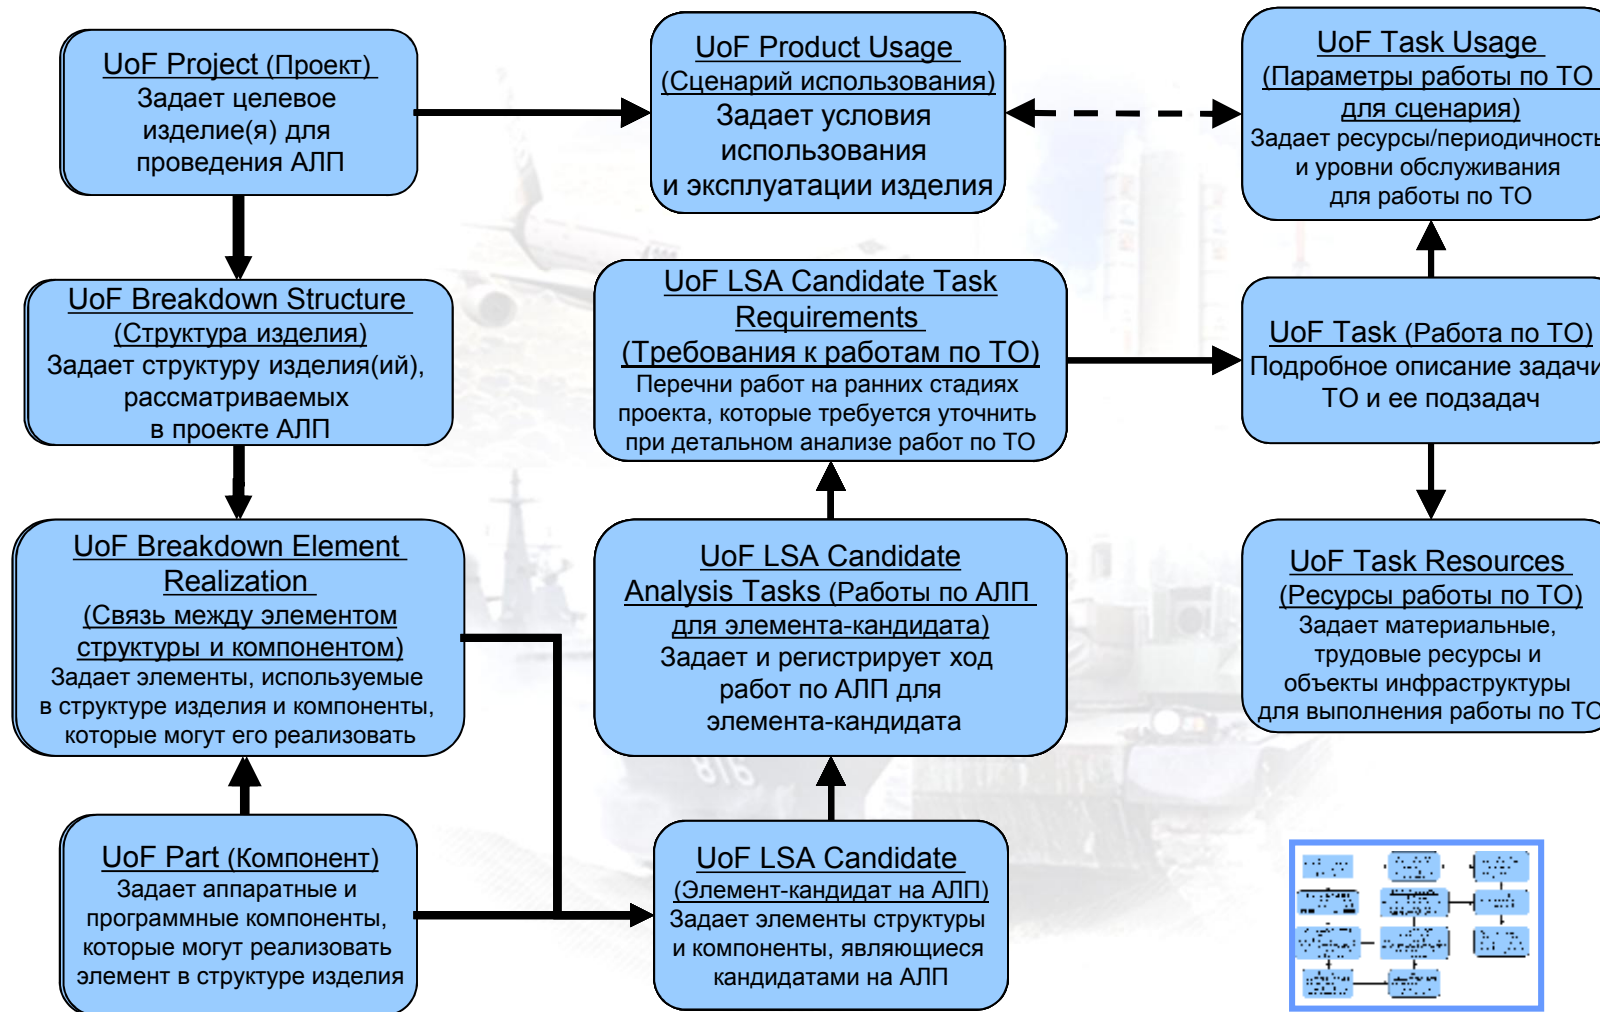 UoF Project (Проект)
Задает целевое
изделие(я) для
проведения АЛП
UoF Product Usage
(Сценарий использования)
Задает условия
использования
и эксплуатации изделия
UoF Task Usage
(Параметры работы по ТО
для сценария)
Задает ресурсы/периодичность
и уровни обслуживания
для работы по ТО
UoF Breakdown Structure
(Структура изделия)
Задает структуру изделия(ий),
рассматриваемых
в проекте АЛП
UoF LSA Candidate Task
Requirements
(Требования к работам по ТО)
Перечни работ на ранних стадиях
проекта, которые требуется уточнить
при детальном анализе работ по ТО
UoF Task (Работа по ТО)
Подробное описание задачи
ТО и ее подзадач
UoF Breakdown Element
Realization
(Связь между элементом
структуры и компонентом)
Задает элементы, используемые
в структуре изделия и компоненты,
которые могут его реализовать
UoF LSA Candidate
Analysis Tasks (Работы по АЛП
для элемента-кандидата)
Задает и регистрирует ход
работ по АЛП для
элемента-кандидата
UoF Task Resources
(Ресурсы работы по ТО)
Задает материальные,
трудовые ресурсы и
объекты инфраструктуры
для выполнения работы по ТО
UoF Part (Компонент)
Задает аппаратные и
программные компоненты,
которые могут реализовать
элемент в структуре изделия
UoF LSA Candidate
(Элемент-кандидат на АЛП)
Задает элементы структуры
и компоненты, являющиеся
кандидатами на АЛП
816